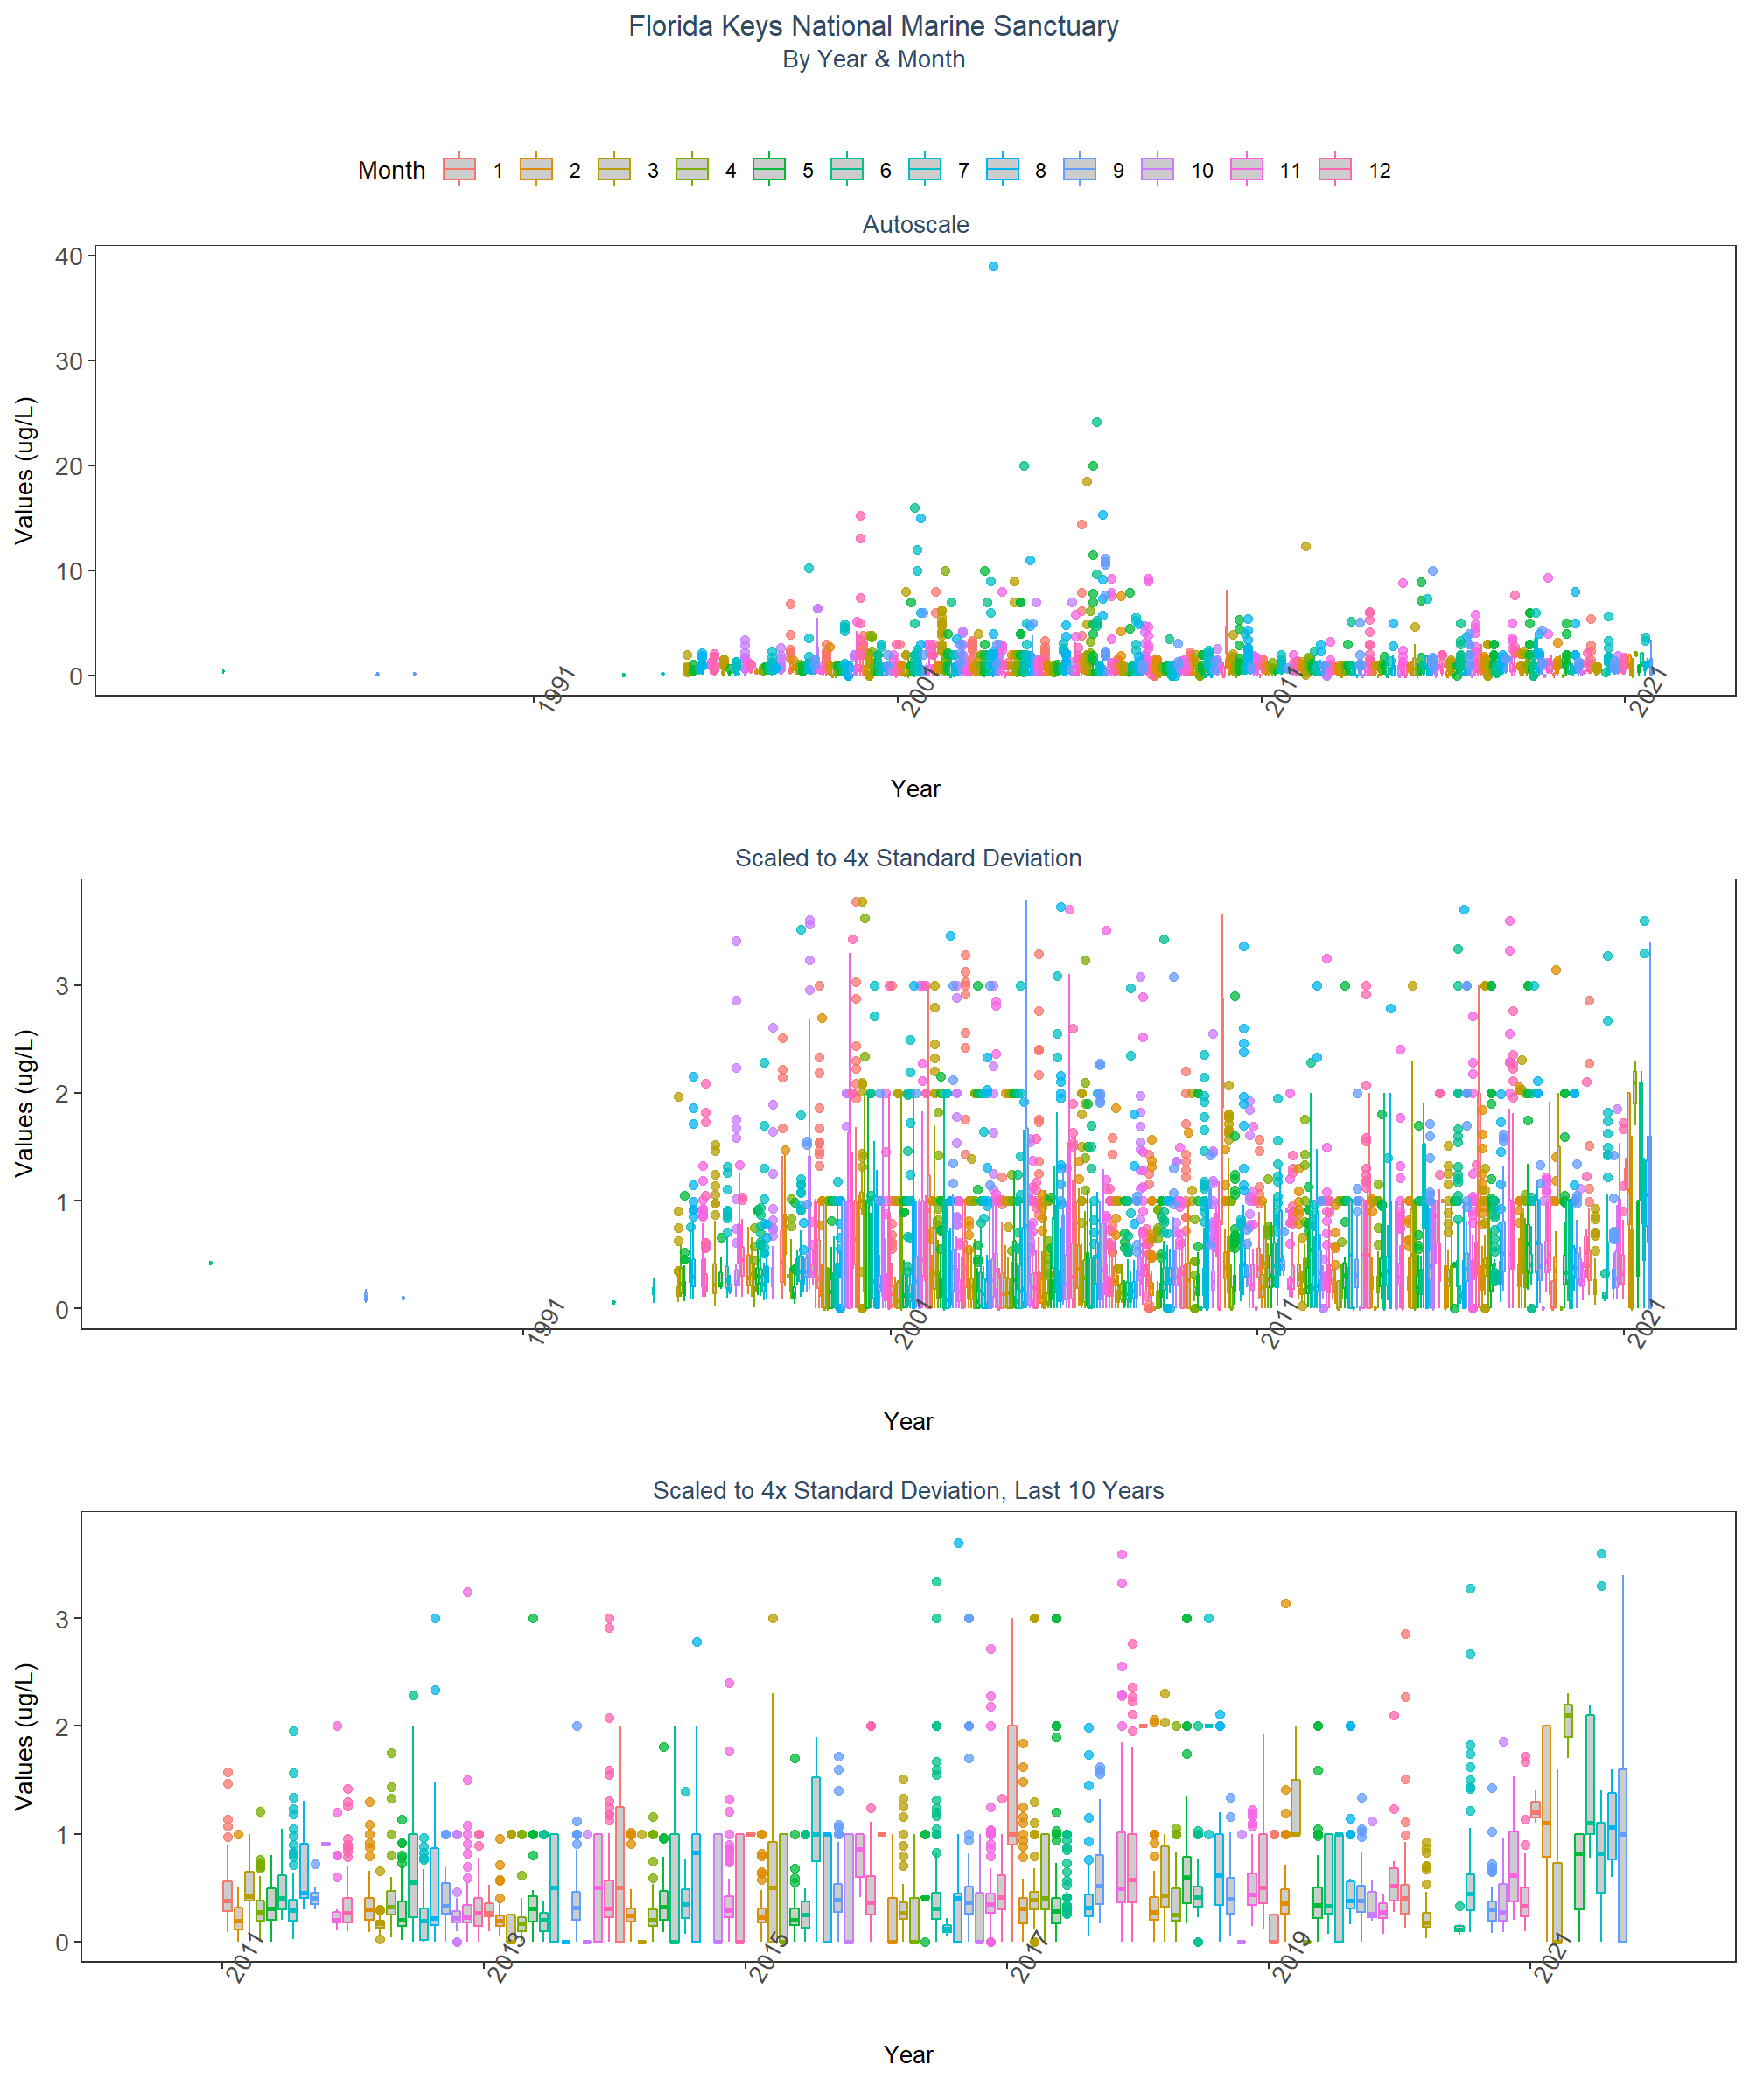 Florida Keys National Marine Sanctuary
By Year & Month
Month 1 2 3 4 5 6 7 8 9 10 11 12
Autoscale
Values (ug/L)
40
30
20
10
0
1991 2001 2011 2021
Year
Scaled to 4x Standard Deviation
Values (ug/L)
3
2
1
0
1991 2001 2011 2021
Year
Scaled to 4x Standard Deviation, Last 10 Years
Values (ug/L)
3
2
1
0
2011 2013 2015 2017 2019 2021
Year